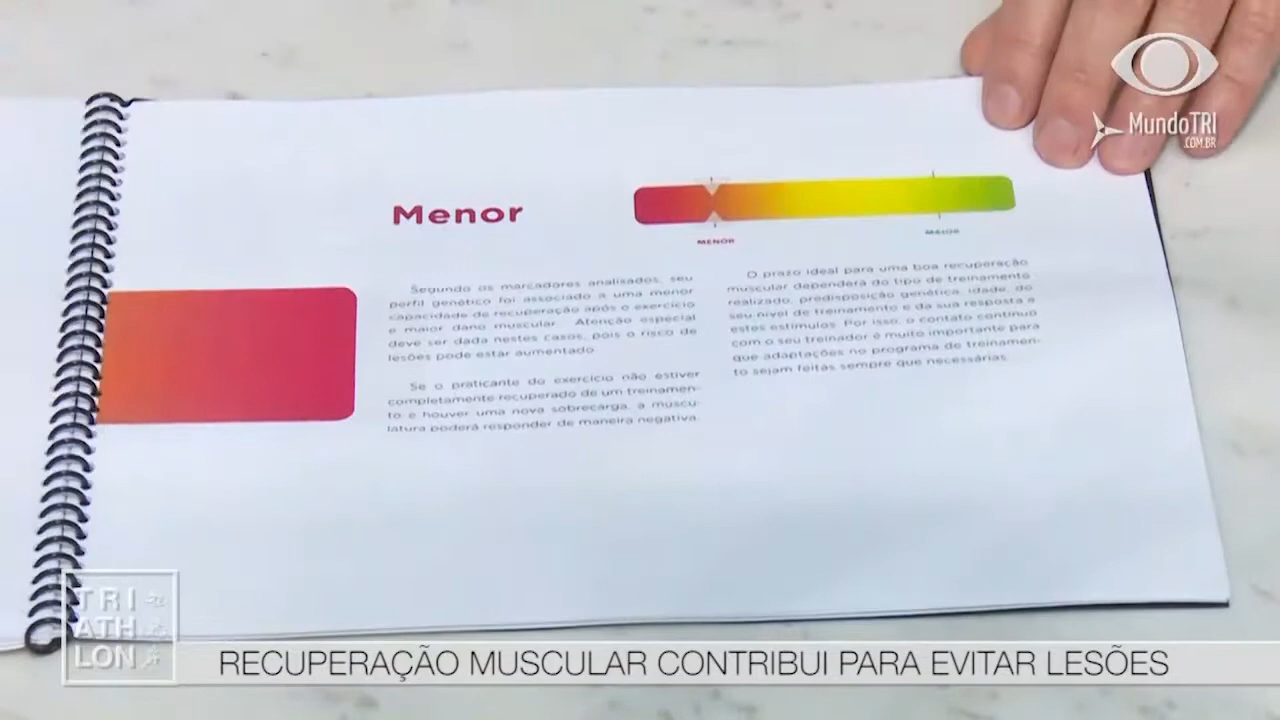 MundoTRI
.COM.BR
Menor
MENOR
MAIOR
Segundo os marcadores analisados, seu
perfil genético foi associado a uma menor
capacidade de recuperação após o exercício
e maior dano muscular. Atenção especial
deve ser dada nestes casos, pois o risco de
lesões pode estar aumentado
Se o praticante do exercício não estiver
completamente recuperado de um treinamen-
to e houver uma nova sobrecarga, a muscu-
latura poderá responder de maneira negativa.
O prazo ideal para uma boa recuperação
muscular dependerá do tipo de treinamento
realizado, predisposição genética, idade, do
seu nível de treinamento e da sua resposta a
estes estímulos. Por isso, o contato contínuo
com o seu treinador é muito importante para
que adaptações no programa de treinamen-
to sejam feitas sempre que necessárias.
TRI
ATH
LON
RECUPERAÇÃO MUSCULAR CONTRIBUI PARA EVITAR LESÕES